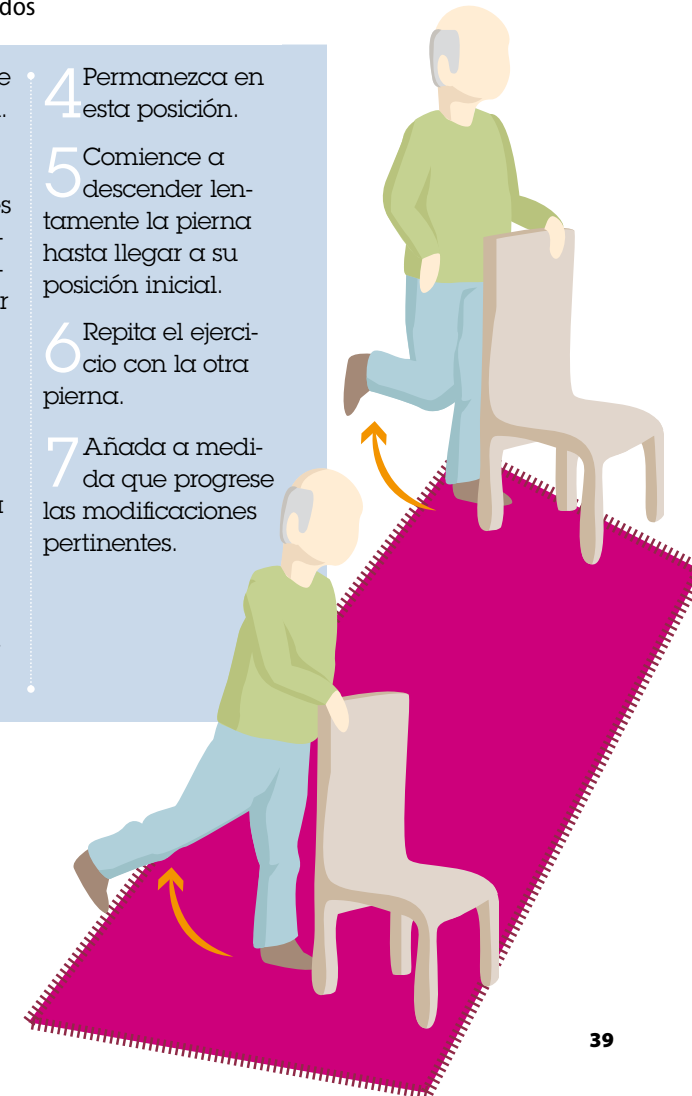 dos
e
.
s
-
-
r
a
.
4 Permanezca en
esta posición.
5 Comience a
descender len-
tamente la pierna
hasta llegar a su
posición inicial.
6 Repita el ejerci-
cio con la otra
pierna.
7 Añada a medi-
da que progrese
las modificaciones
pertinentes.
39